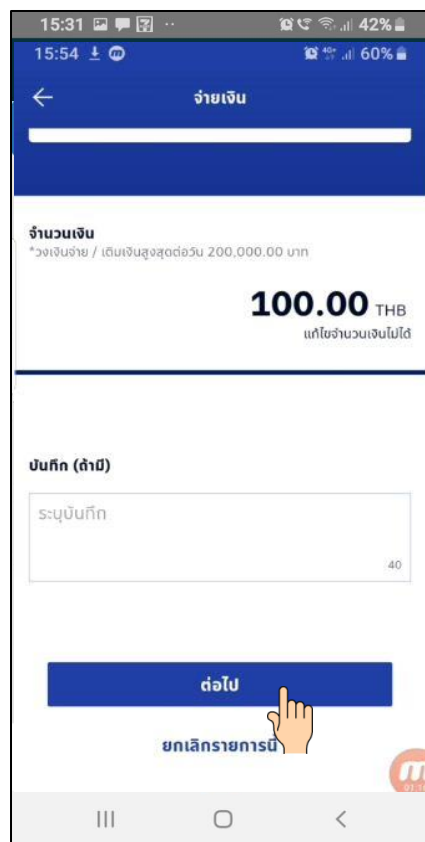 15:31 42%
15:54 60%
จ่ายเงิน
จำนวนเงิน
*วงเงินจ่าย / เติมเงินสูงสุดต่อวัน 200,000.00 บาท
100.00 THB
แก้ไขจำนวนเงินไม่ได้
บันทึก (ถ้ามี)
ระบุบันทึก
40
ต่อไป
ยกเลิกรายการนี้